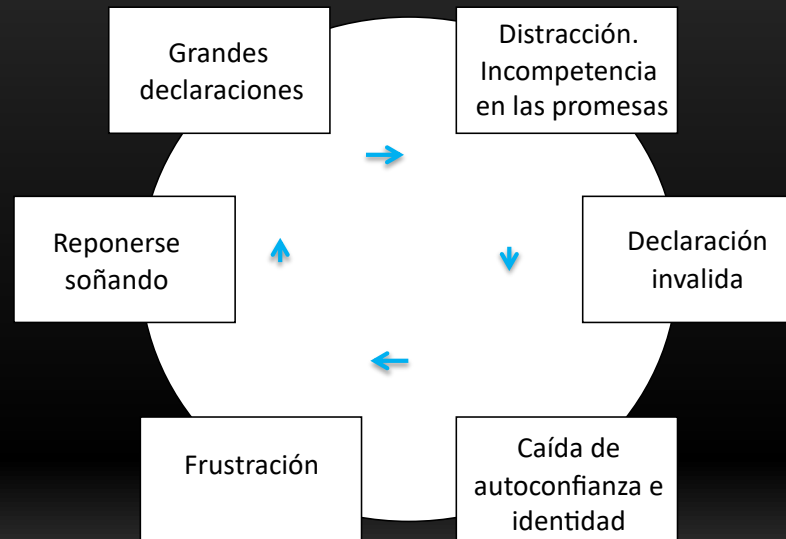 Grandes
declaraciones
Distracción.
Incompetencia
en las promesas
Reponerse
soñando
Declaración
invalida
Frustración
Caída de
autoconfianza e
identidad